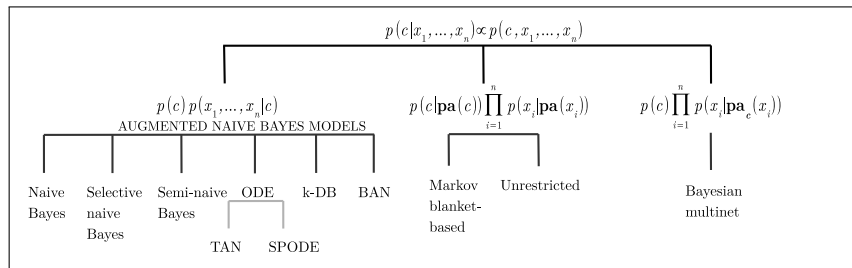 p(c|x₁,...,xₙ)∝p(c,x₁,...,xₙ)
p(c)p(x₁,...,xₙ|c)
AUGMENTED NAIVE BAYES MODELS
p(c|pa(c))∏ⁿᵢ₌₁ p(xᵢ|pa(xᵢ))
p(c)∏ⁿᵢ₌₁ p(xᵢ|pa_c(xᵢ))
Naive
Bayes
Selective
naive
Bayes
Semi-naive
Bayes
ODE
k-DB
BAN
TAN
SPODE
Markov
blanket-
based
Unrestricted
Bayesian
multinet